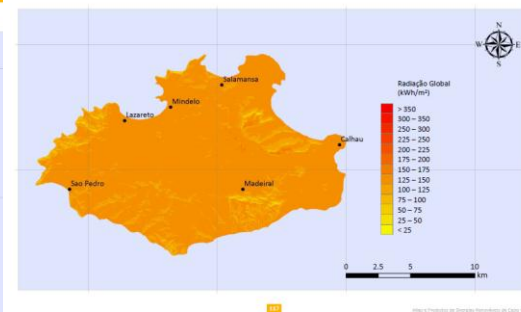 N
W E
S
Salamansa
Mindelo
Lazareto
Calhau
Sao Pedro
Madeiral
Radiação Global
(kWh/m²)
> 350
300 – 350
250 – 300
225 – 250
200 – 225
175 – 200
150 – 175
125 – 150
100 – 125
75 – 100
50 – 75
25 – 50
< 25
0 2.5 5 10
km